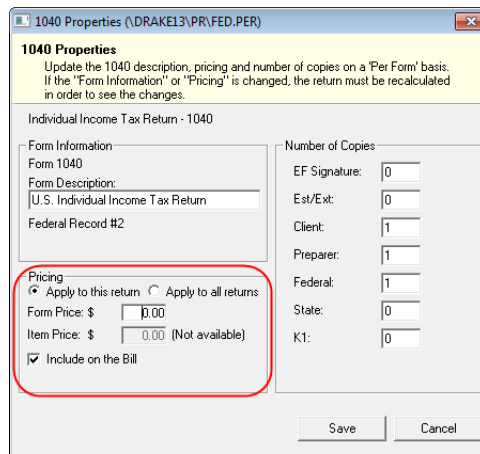 1040 Properties (\DRAKE13\PR\FED.PER)
1040 Properties
Update the 1040 description, pricing and number of copies on a 'Per Form' basis.
If the "Form Information" or "Pricing" is changed, the return must be recalculated
in order to see the changes.
Individual Income Tax Return - 1040
Form Information
Form 1040
Form Description:
U.S. Individual Income Tax Return
Federal Record #2
Pricing
Apply to this return Apply to all returns
Form Price: $ 0.00
Item Price: $ 0.00 (Not available)
Include on the Bill
Number of Copies
EF Signature: 0
Est/Ext: 0
Client: 1
Preparer: 1
Federal: 1
State: 0
K1: 0
Save Cancel